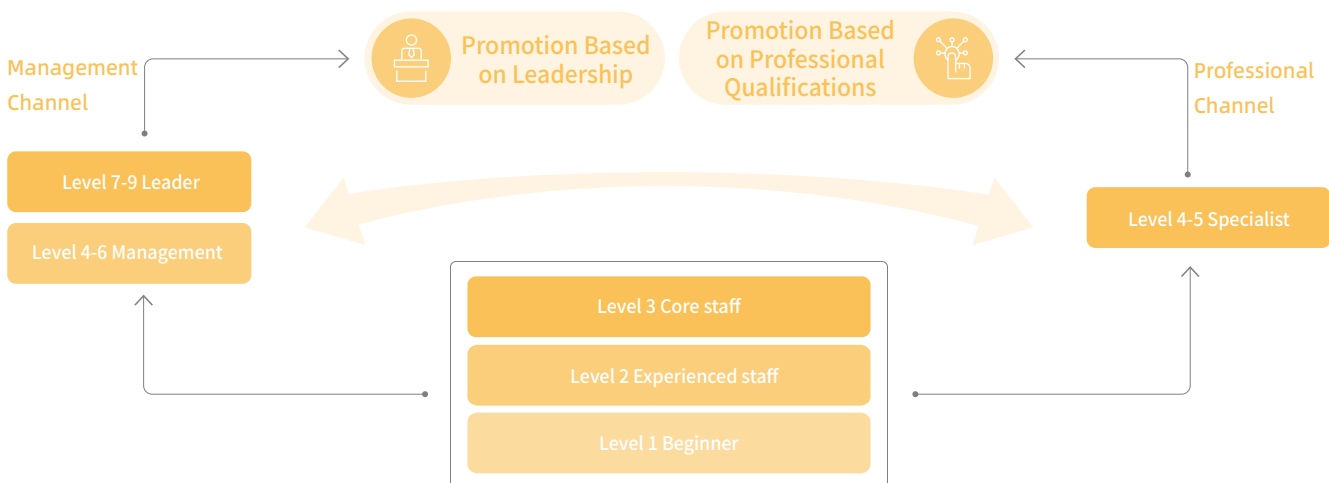 Management
Channel
Promotion Based
on Leadership
Promotion Based
on Professional
Qualifications
Professional
Channel
Level 7-9 Leader
Level 4-6 Management
Level 4-5 Specialist
Level 3 Core staff
Level 2 Experienced staff
Level 1 Beginner